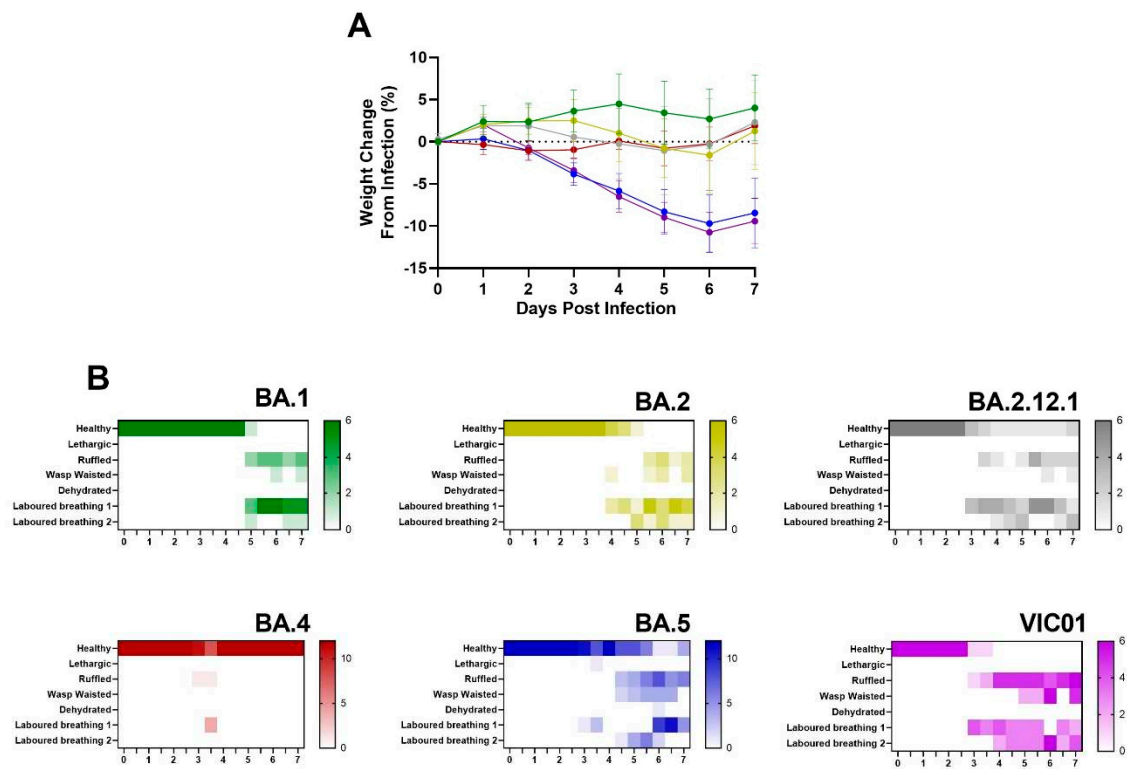 A
10
5
0
-5
-10
-15
Weight Change
From Infection (%)
0 1 2 3 4 5 6 7
Days Post Infection
B
BA.1
Healthy
Lethargic
Ruffled
Wasp Waisted
Dehydrated
Laboured breathing 1
Laboured breathing 2
0 1 2 3 4 5 6 7
6
4
2
0
BA.2
Healthy
Lethargic
Ruffled
Wasp Waisted
Dehydrated
Laboured breathing 1
Laboured breathing 2
0 1 2 3 4 5 6 7
6
4
2
0
BA.2.12.1
Healthy
Lethargic
Ruffled
Wasp Waisted
Dehydrated
Laboured breathing 1
Laboured breathing 2
0 1 2 3 4 5 6 7
6
4
2
0
BA.4
Healthy
Lethargic
Ruffled
Wasp Waisted
Dehydrated
Laboured breathing 1
Laboured breathing 2
0 1 2 3 4 5 6 7
10
5
0
BA.5
Healthy
Lethargic
Ruffled
Wasp Waisted
Dehydrated
Laboured breathing 1
Laboured breathing 2
0 1 2 3 4 5 6 7
10
5
0
VIC01
Healthy
Lethargic
Ruffled
Wasp Waisted
Dehydrated
Laboured breathing 1
Laboured breathing 2
0 1 2 3 4 5 6 7
6
4
2
0